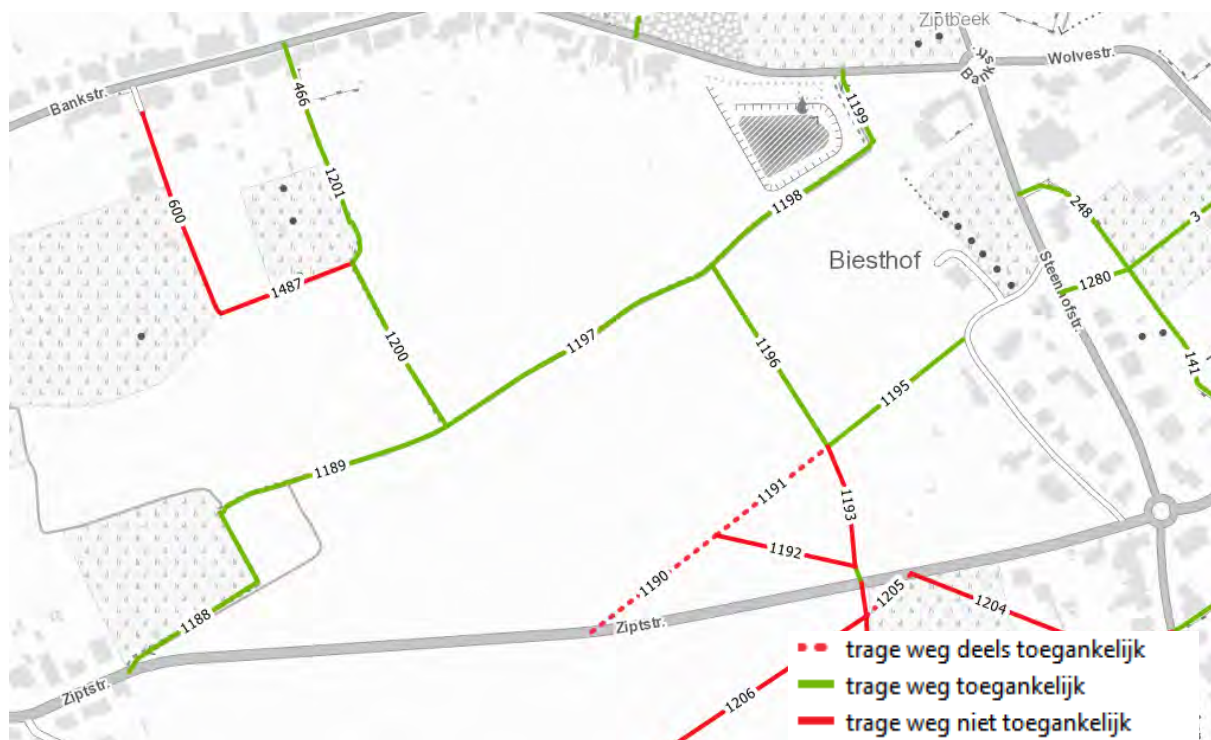 Ziptbeek
Bankstr.
Wolvestr.
Bankstr.
466
1199
1201
600
1198
248
3
Biesthof
1487
Steenhofstr.
1280
1200
1197
1196
141
1195
1189
1191
1193
1192
1190
1205
1204
1188
Ziptstr.
Ziptstr.
1206
trage weg deels toegankelijk
trage weg toegankelijk
trage weg niet toegankelijk